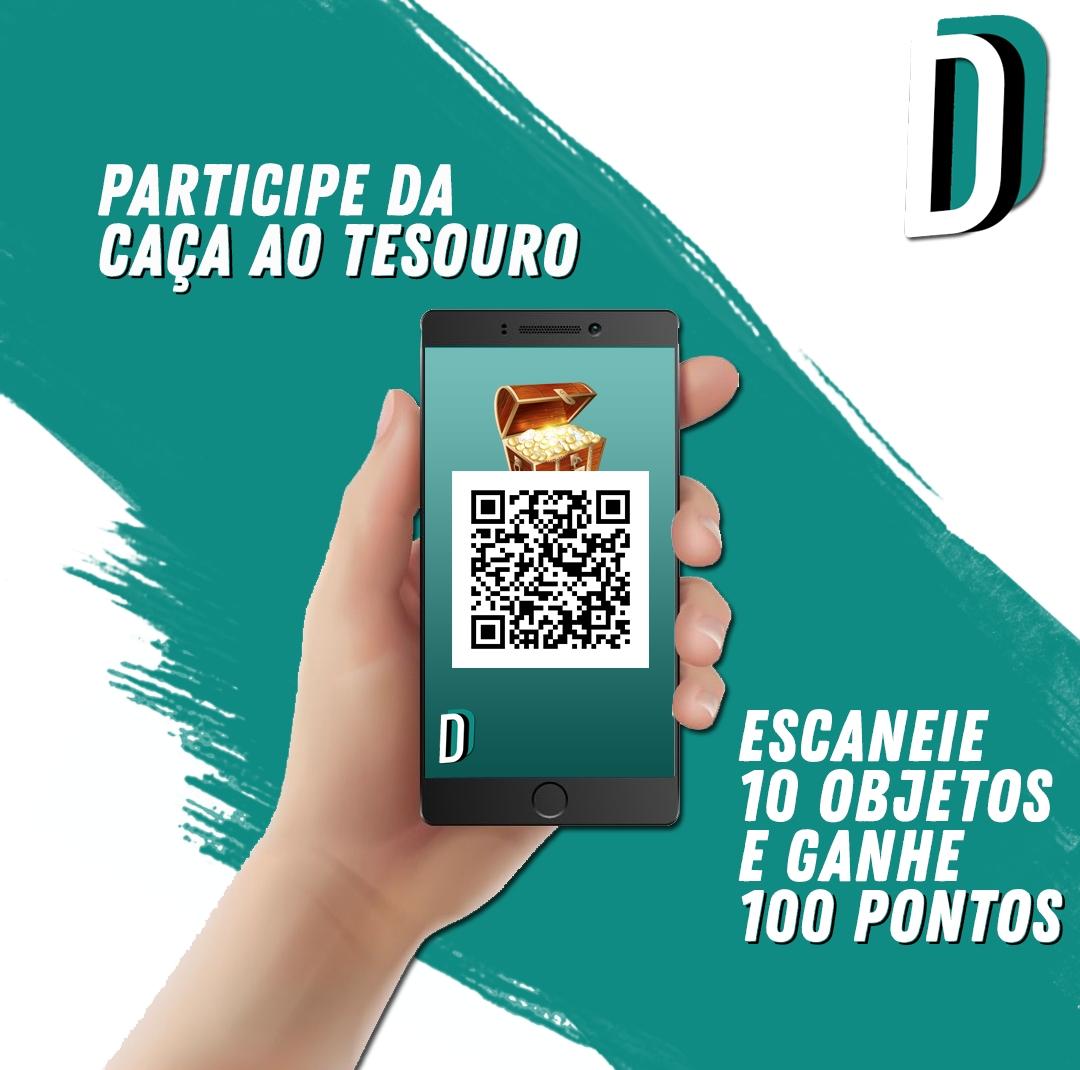 D
PARTICIPE DA
CAÇA AO TESOURO
D
ESCANEIE
10 OBJETOS
E GANHE
100 PONTOS